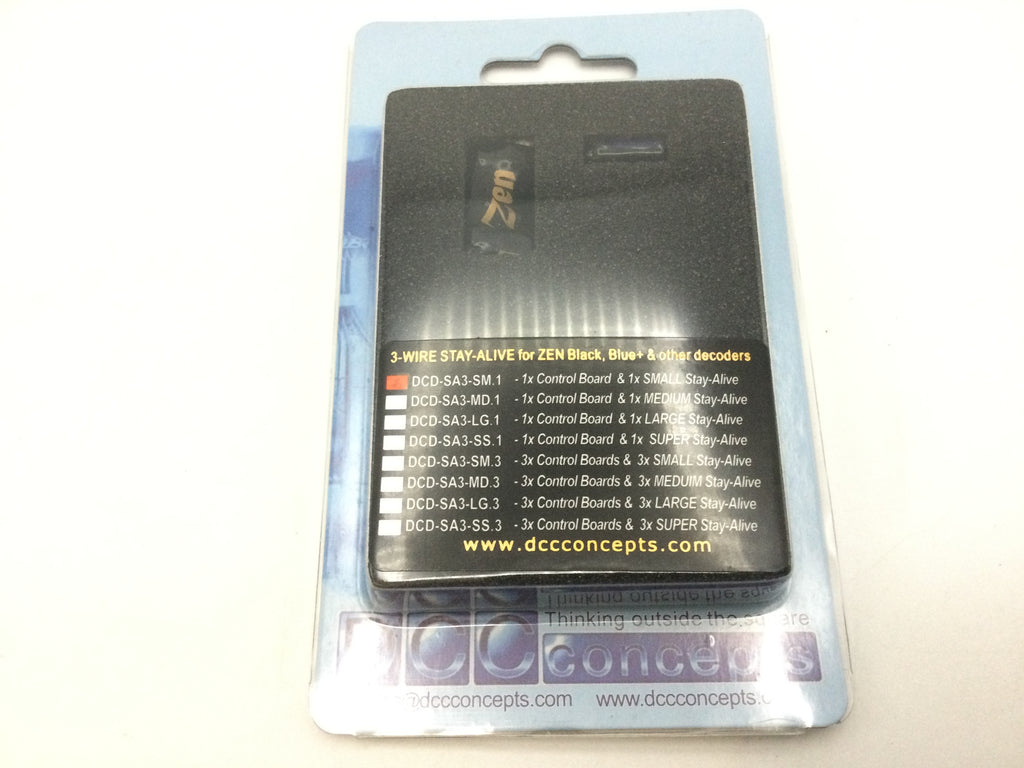 Zen
3-WIRE STAY-ALIVE for ZEN Black, Blue+ & other decoders
DCD-SA3-SM.1 - 1x Control Board & 1x SMALL Stay-Alive
DCD-SA3-MD.1 - 1x Control Board & 1x MEDIUM Stay-Alive
DCD-SA3-LG.1 - 1x Control Board & 1x LARGE Stay-Alive
DCD-SA3-SS.1 - 1x Control Board & 1x SUPER Stay-Alive
DCD-SA3-SM.3 - 3x Control Boards & 3x SMALL Stay-Alive
DCD-SA3-MD.3 - 3x Control Boards & 3x MEDUIM Stay-Alive
DCD-SA3-LG.3 - 3x Control Boards & 3x LARGE Stay-Alive
DCD-SA3-SS.3 - 3x Control Boards & 3x SUPER Stay-Alive
www.dccconcepts.com
Thinking outside the square
DCC concepts
@dccconcepts.com www.dccconcepts.c